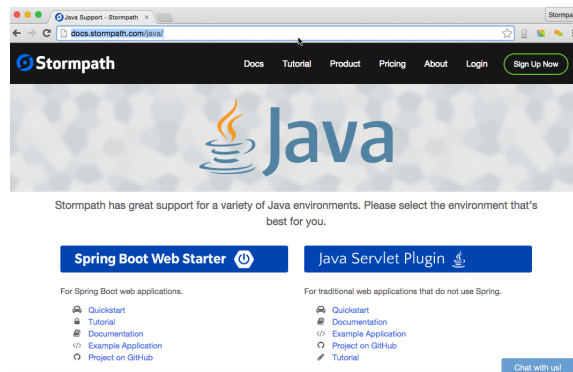 Java Support - Stormpath
Stormpa
docs.stormpath.com/java/
Stormpath
Docs Tutorial Product Pricing About Login Sign Up Now
Java
Stormpath has great support for a variety of Java environments. Please select the environment that's
best for you.
Spring Boot Web Starter
For Spring Boot web applications.
Quickstart
Tutorial
Documentation
Example Application
Project on GitHub
Java Servlet Plugin
For traditional web applications that do not use Spring.
Quickstart
Documentation
Example Application
Project on GitHub
Tutorial
Chat with us!